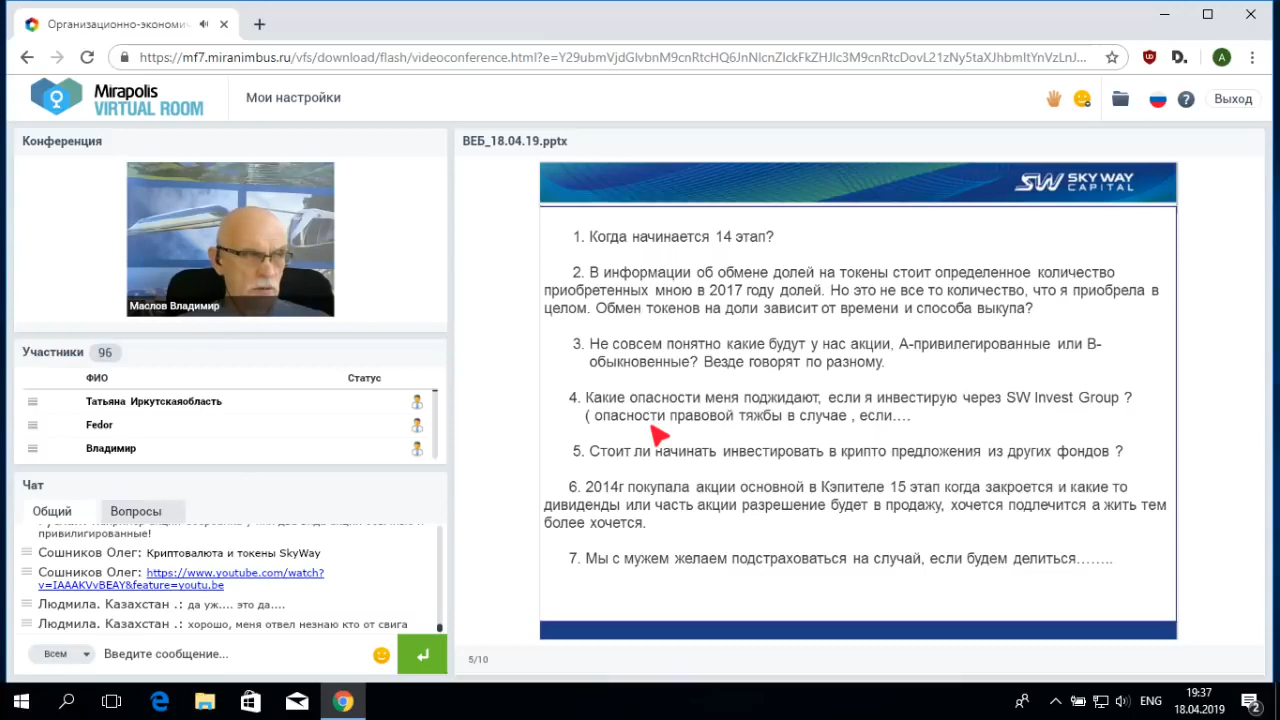 Организационно-экономич
https://mf7.miranimbus.ru/vfs/download/flash/videoconference.html?e=
Mirapolis
VIRTUAL ROOM
Мои настройки
Выход
Конференция
Маслов Владимир
Участники 96
ФИО Статус
Татьяна Иркутскаяобласть
Fedor
Владимир
Чат
Общий Вопросы
привилигированные!
Сошников Олег: Криптовалюта и токены SkyWay
Сошников Олег: https://www.youtube.com/watch?
v=IAAAKVvBEAY&feature=youtu.be
Людмила. Казахстан .: да уж.... это да....
Людмила. Казахстан .: хорошо, меня отвел незнаю кто от свига
Всем Введите сообщение...
ВЕБ_18.04.19.pptx
SW SKY WAY
CAPITAL
1. Когда начинается 14 этап?
2. В информации об обмене долей на токены стоит определенное количество
приобретенных мною в 2017 году долей. Но это не все то количество, что я приобрела в
целом. Обмен токенов на доли зависит от времени и способа выкупа?
3. Не совсем понятно какие будут у нас акции, А-привилегированные или В-
обыкновенные? Везде говорят по разному.
4. Какие опасности меня поджидают, если я инвестирую через SW Invest Group ?
( опасности правовой тяжбы в случае , если....
5. Стоит ли начинать инвестировать в крипто предложения из других фондов ?
6. 2014г покупала акции основной в Кэпителе 15 этап когда закроется и какие то
дивиденды или часть акции разрешение будет в продажу, хочется подлечится а жить тем
более хочется.
7. Мы с мужем желаем подстраховаться на случай, если будем делиться........
5/10
ENG
19:37
18.04.2019
2